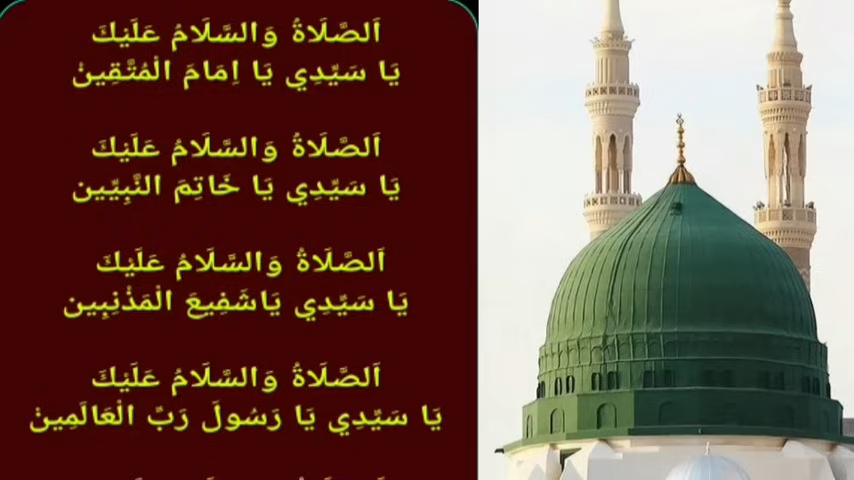 اَلصَّلَاةُ وَالسَّلَامُ عَلَيْكَ
يَا سَيِّدِي يَا اِمَامَ الْمُتَّقِينْ
اَلصَّلَاةُ وَالسَّلَامُ عَلَيْكَ
يَا سَيِّدِي يَا خَاتِمَ النَّبِيِّين
اَلصَّلَاةُ وَالسَّلَامُ عَلَيْكَ
يَا سَيِّدِي يَاشَفِيعَ الْمَذْنِبِين
اَلصَّلَاةُ وَالسَّلَامُ عَلَيْكَ
يَا سَيِّدِي يَا رَسُولَ رَبِّ الْعَالَمِينْ